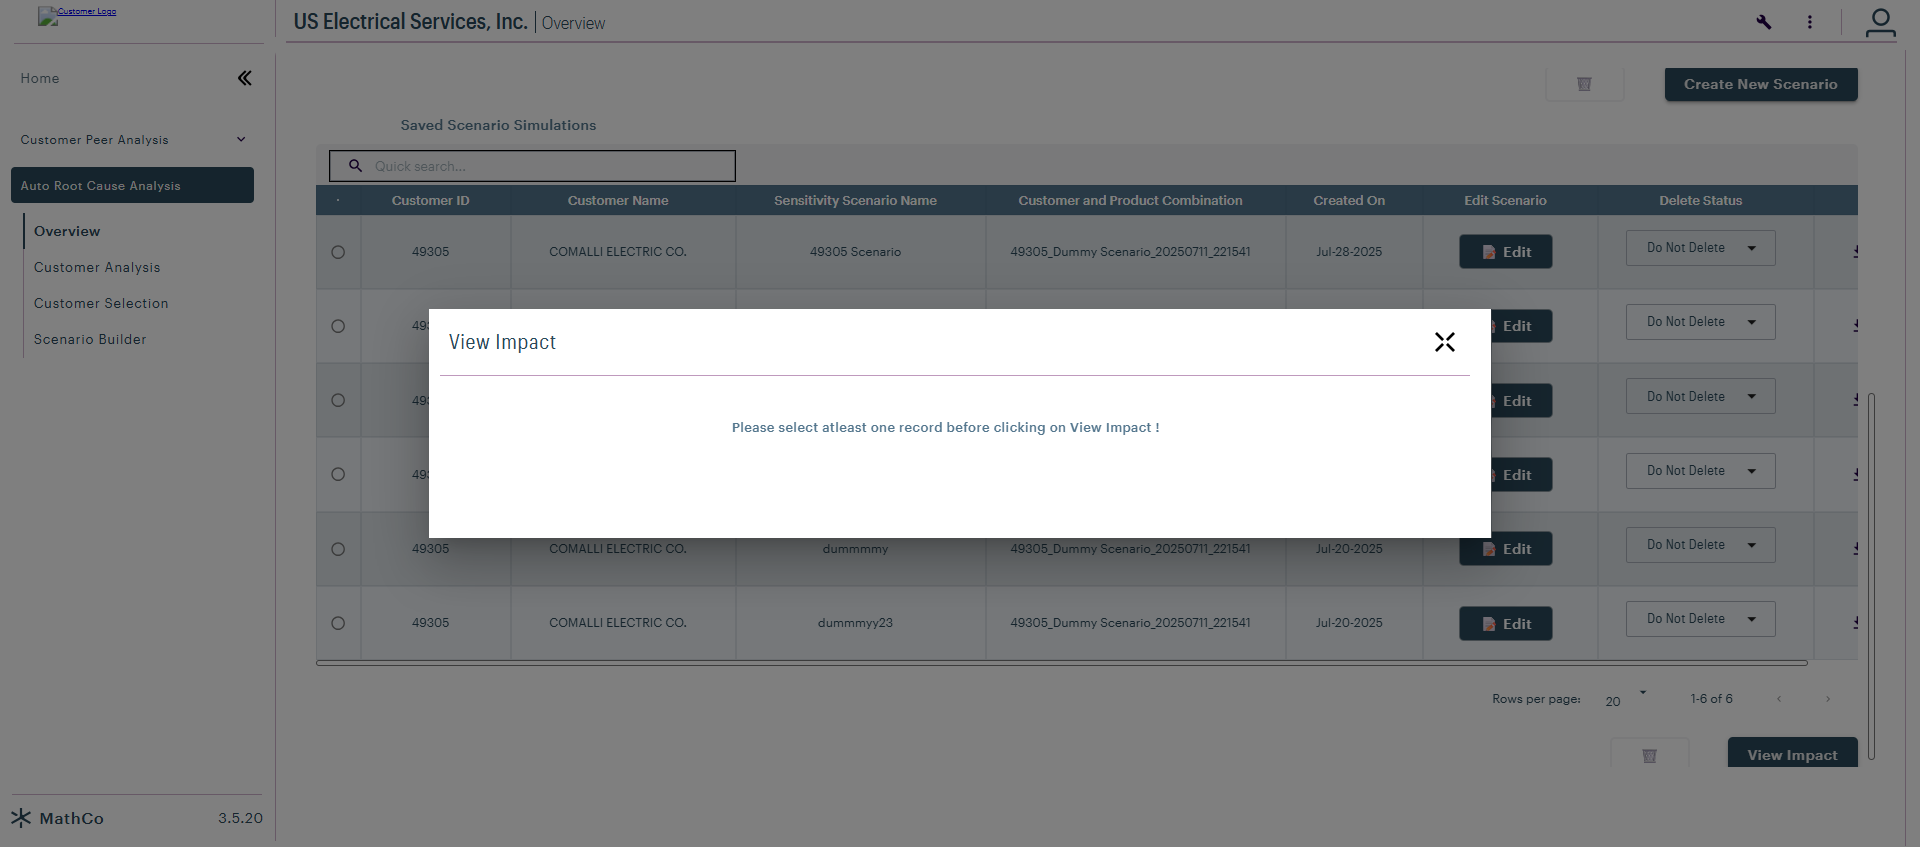 Customer Logo
US Electrical Services, Inc. | Overview
Home
Create New Scenario
Saved Scenario Simulations
Customer Peer Analysis
Quick search...
Auto Root Cause Analysis
Customer ID Customer Name Sensitivity Scenario Name Customer and Product Combination Created On Edit Scenario Delete Status
Overview
Customer Analysis
Customer Selection
Scenario Builder
49305 COMALLI ELECTRIC CO. 49305 Scenario 49305_Dummy Scenario_20250711_221541 Jul-28-2025 Edit Do Not Delete
Edit Do Not Delete
Edit Do Not Delete
Edit Do Not Delete
View Impact
Please select atleast one record before clicking on View Impact !
49305 COMALLI ELECTRIC CO. dummmmy 49305_Dummy Scenario_20250711_221541 Jul-20-2025 Edit Do Not Delete
49305 COMALLI ELECTRIC CO. dummmyy23 49305_Dummy Scenario_20250711_221541 Jul-20-2025 Edit Do Not Delete
Rows per page: 20 1-6 of 6
View Impact
MathCo 3.5.20